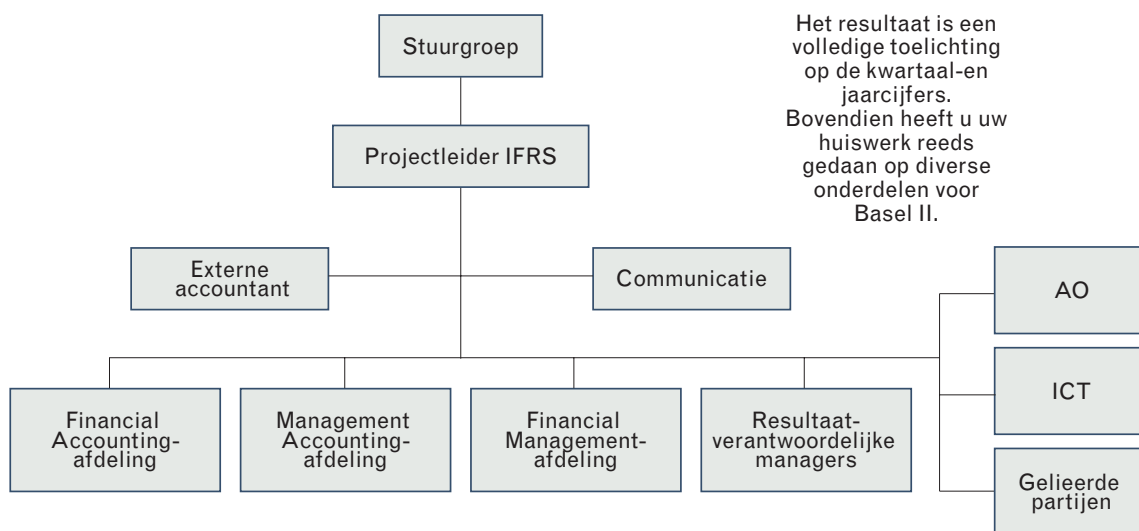 Stuurgroep
Het resultaat is een
volledige toelichting
op de kwartaal-en
jaarcijfers.
Bovendien heeft u uw
huiswerk reeds
gedaan op diverse
onderdelen voor
Basel II.
Projectleider IFRS
Externe
accountant
Communicatie
AO
ICT
Gelieerde
partijen
Financial
Accounting-
afdeling
Management
Accounting-
afdeling
Financial
Management-
afdeling
Resultaat-
verantwoordelijke
managers